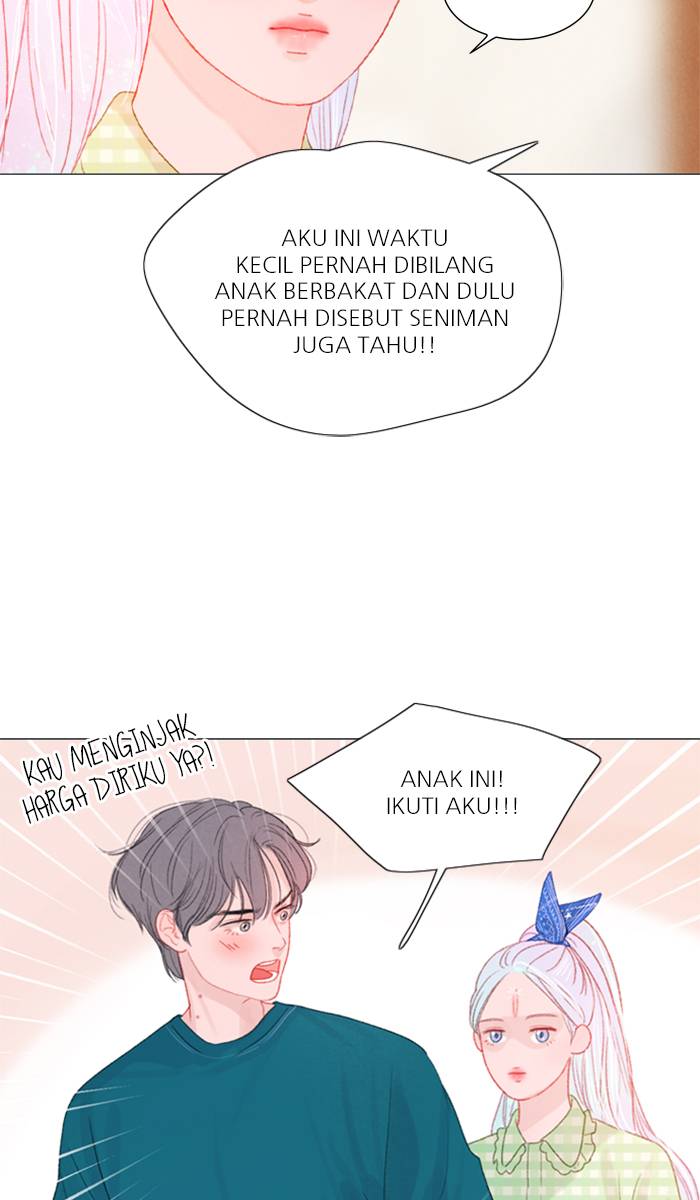 AKU INI WAKTU
KECIL PERNAH DIBILANG
ANAK BERBAKAT DAN DULU
PERNAH DISEBUT SENIMAN
JUGA TAHU!!
KAU MENGINJAK
HARGA DIRIKU YA?!
ANAK INI!
IKUTI AKU!!!